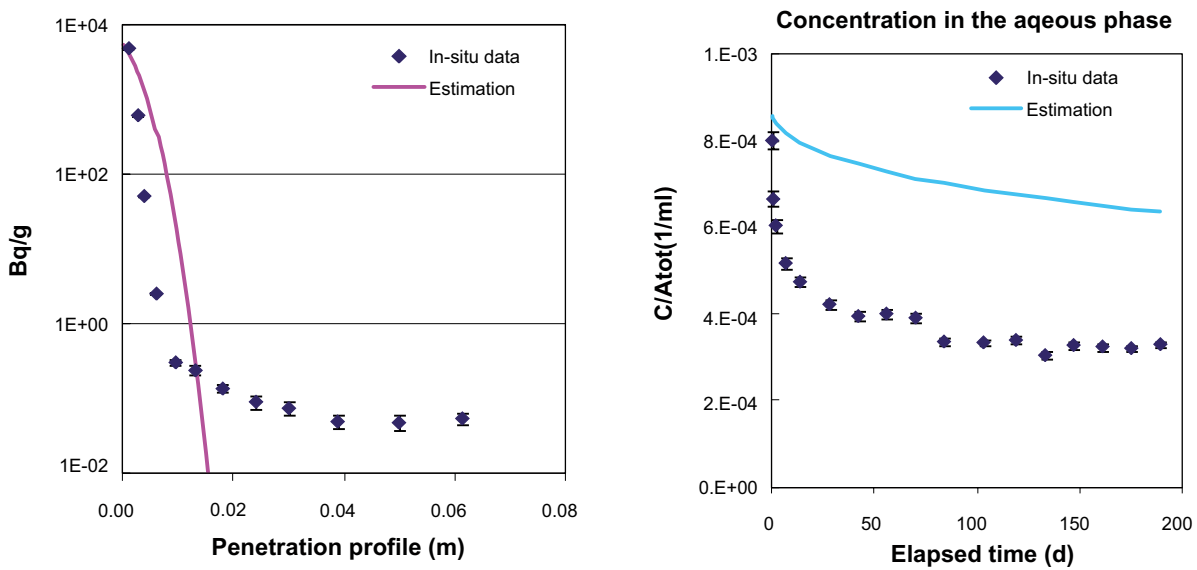 1E+04
1E+02
1E+00
1E-02
Bq/g
In-situ data
Estimation
0.00 0.02 0.04 0.06 0.08
Penetration profile (m)
Concentration in the aqeous phase
1.E-03
8.E-04
6.E-04
4.E-04
2.E-04
0.E+00
C/Atot(1/ml)
In-situ data
Estimation
0 50 100 150 200
Elapsed time (d)